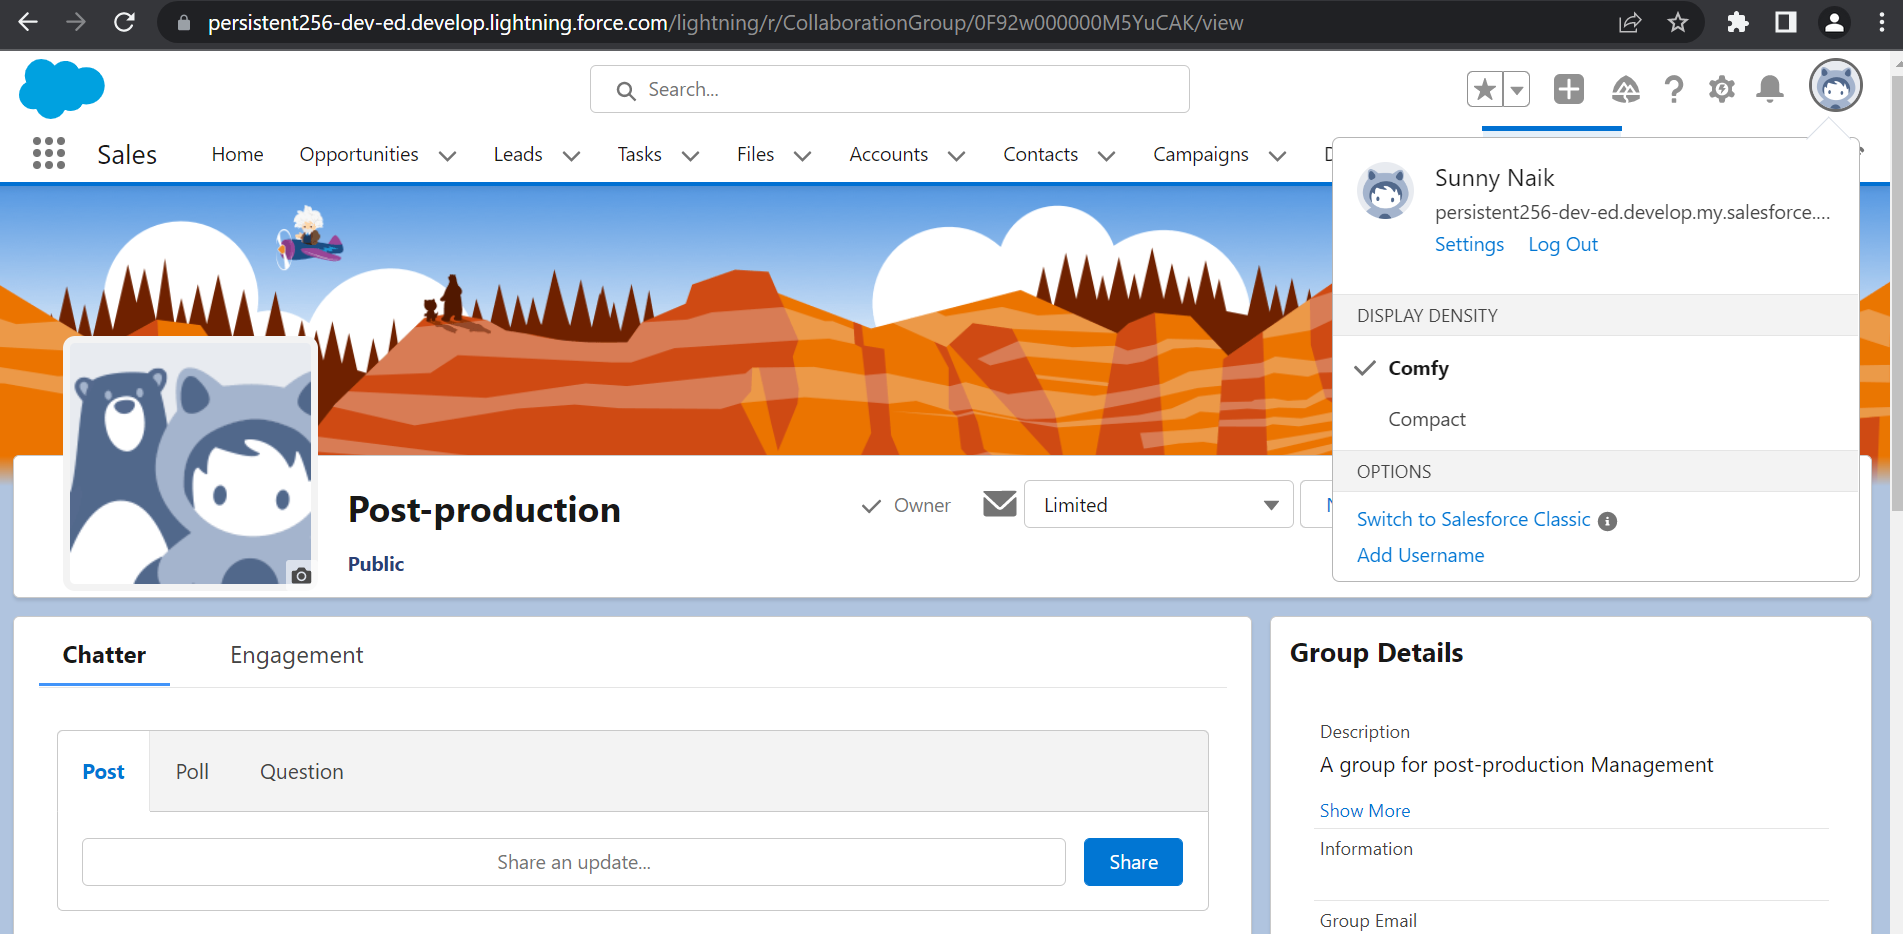 persistent256-dev-ed.develop.lightning.force.com/lightning/r/CollaborationGroup/0F92w000000M5YuCAK/view
Search...
Sales
Home
Opportunities
Leads
Tasks
Files
Accounts
Contacts
Campaigns
Sunny Naik
persistent256-dev-ed.develop.my.salesforce....
Settings
Log Out
DISPLAY DENSITY
Comfy
Compact
OPTIONS
Switch to Salesforce Classic
Add Username
Post-production
Owner
Limited
Public
Chatter
Engagement
Post
Poll
Question
Share an update...
Share
Group Details
Description
A group for post-production Management
Show More
Information
Group Email